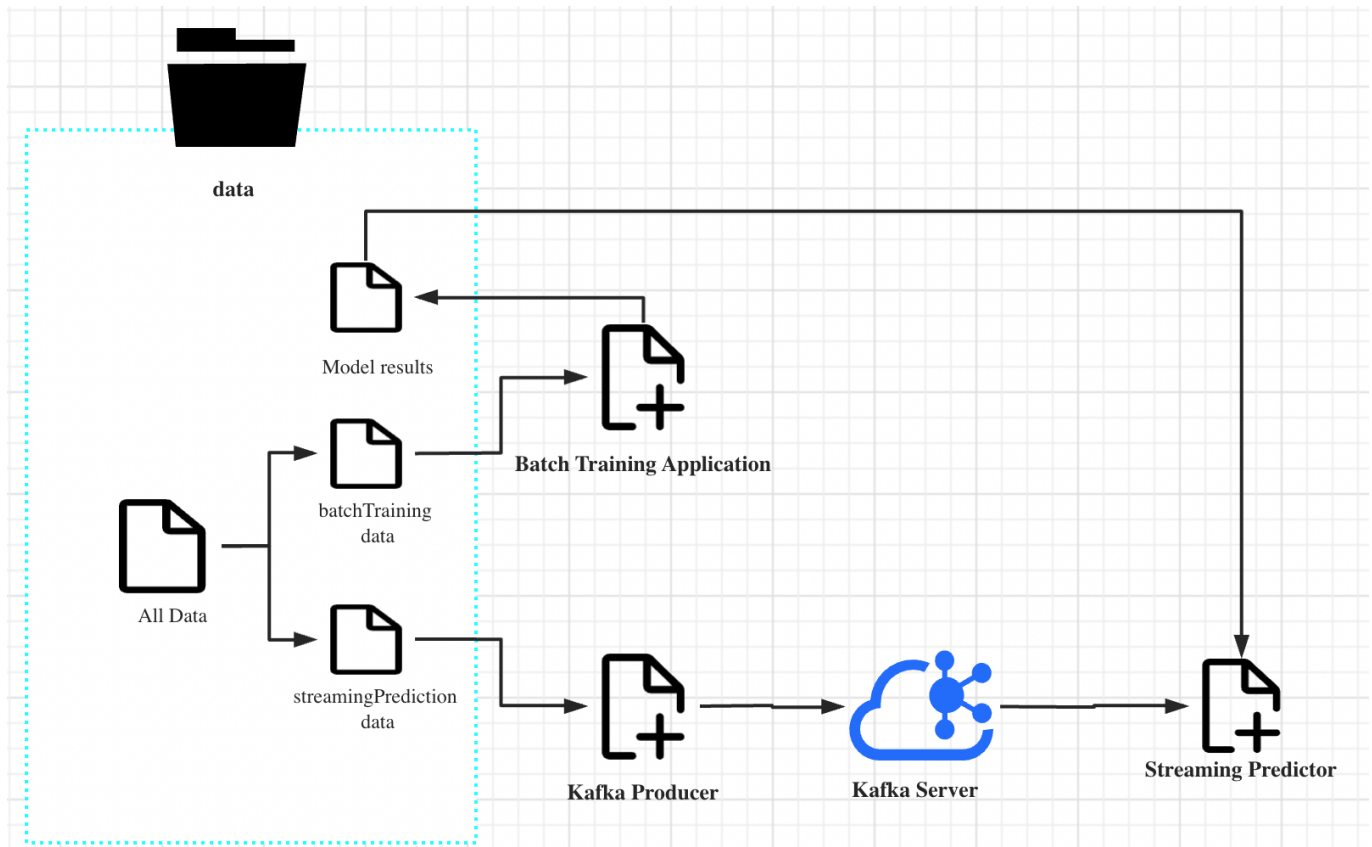 data
Model results
Batch Training Application
batchTraining
data
All Data
streamingPrediction
data
Kafka Producer
Kafka Server
Streaming Predictor